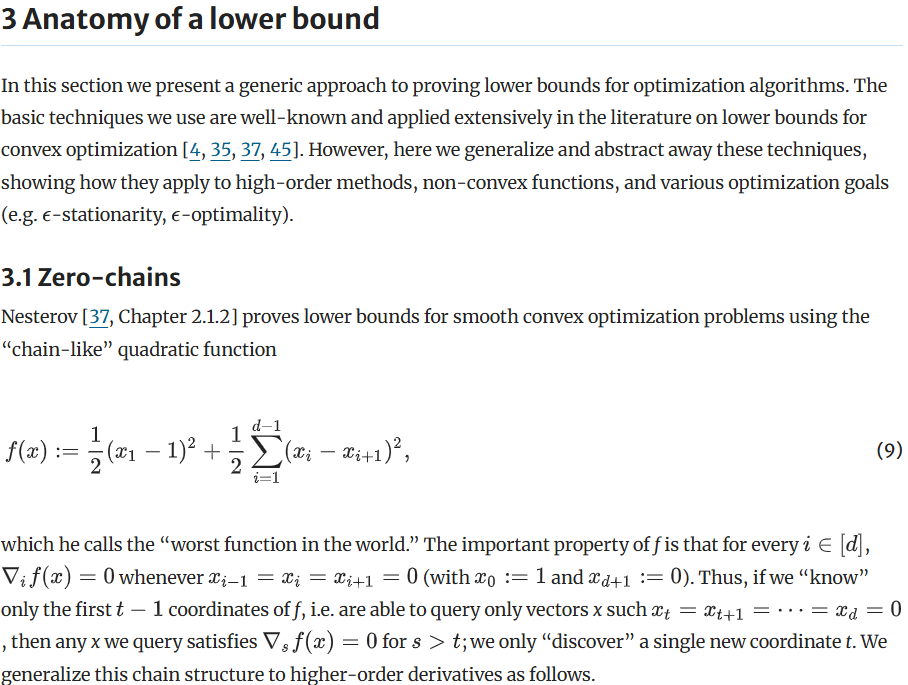 3 Anatomy of a lower bound
In this section we present a generic approach to proving lower bounds for optimization algorithms. The
basic techniques we use are well-known and applied extensively in the literature on lower bounds for
convex optimization [4, 35, 37, 45]. However, here we generalize and abstract away these techniques,
showing how they apply to high-order methods, non-convex functions, and various optimization goals
(e.g. ϵ-stationarity, ϵ-optimality).
3.1 Zero-chains
Nesterov [37, Chapter 2.1.2] proves lower bounds for smooth convex optimization problems using the
“chain-like” quadratic function
f(x) := \frac{1}{2}(x_1 − 1)^2 + \frac{1}{2}\sum_{i=1}^{d−1}(x_i − x_{i+1})^2, (9)
which he calls the “worst function in the world.” The important property of f is that for every i ∈ [d],
∇_i f(x) = 0 whenever x_{i−1} = x_i = x_{i+1} = 0 (with x_0 := 1 and x_{d+1} := 0). Thus, if we “know”
only the first t − 1 coordinates of f, i.e. are able to query only vectors x such x_t = x_{t+1} = ⋯ = x_d = 0
, then any x we query satisfies ∇_s f(x) = 0 for s > t; we only “discover” a single new coordinate t. We
generalize this chain structure to higher-order derivatives as follows.